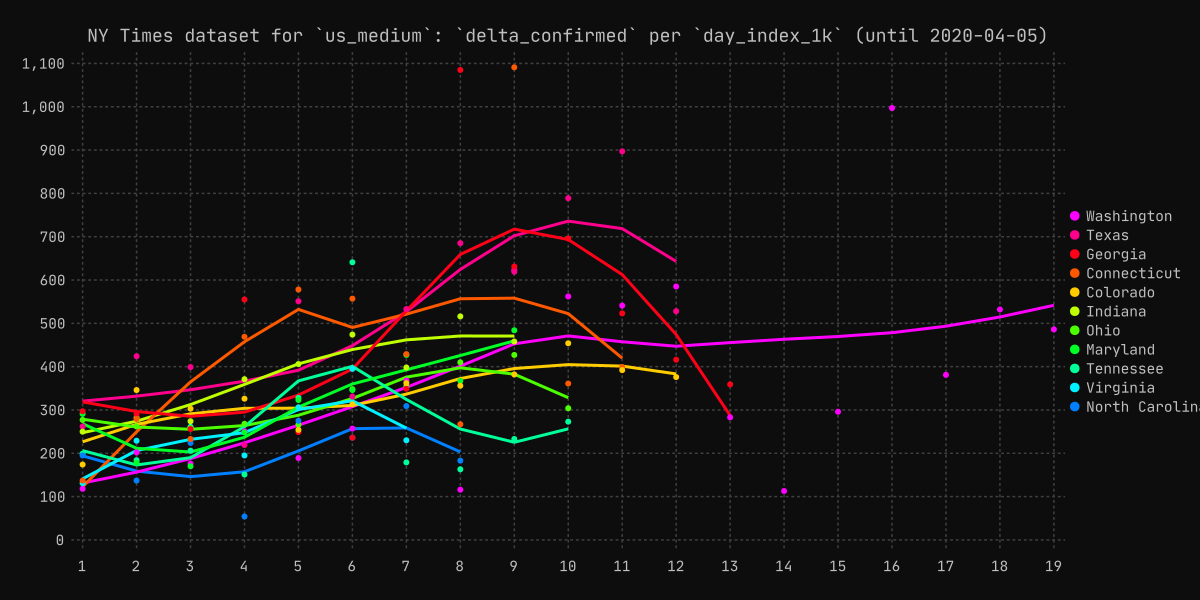 NY Times dataset for `us_medium`: `delta_confirmed` per `day_index_1k` (until 2020-04-05)
1,100
1,000
900
800
700
600
500
400
300
200
100
0
1 2 3 4 5 6 7 8 9 10 11 12 13 14 15 16 17 18 19
Washington
Texas
Georgia
Connecticut
Colorado
Indiana
Ohio
Maryland
Tennessee
Virginia
North Carolin